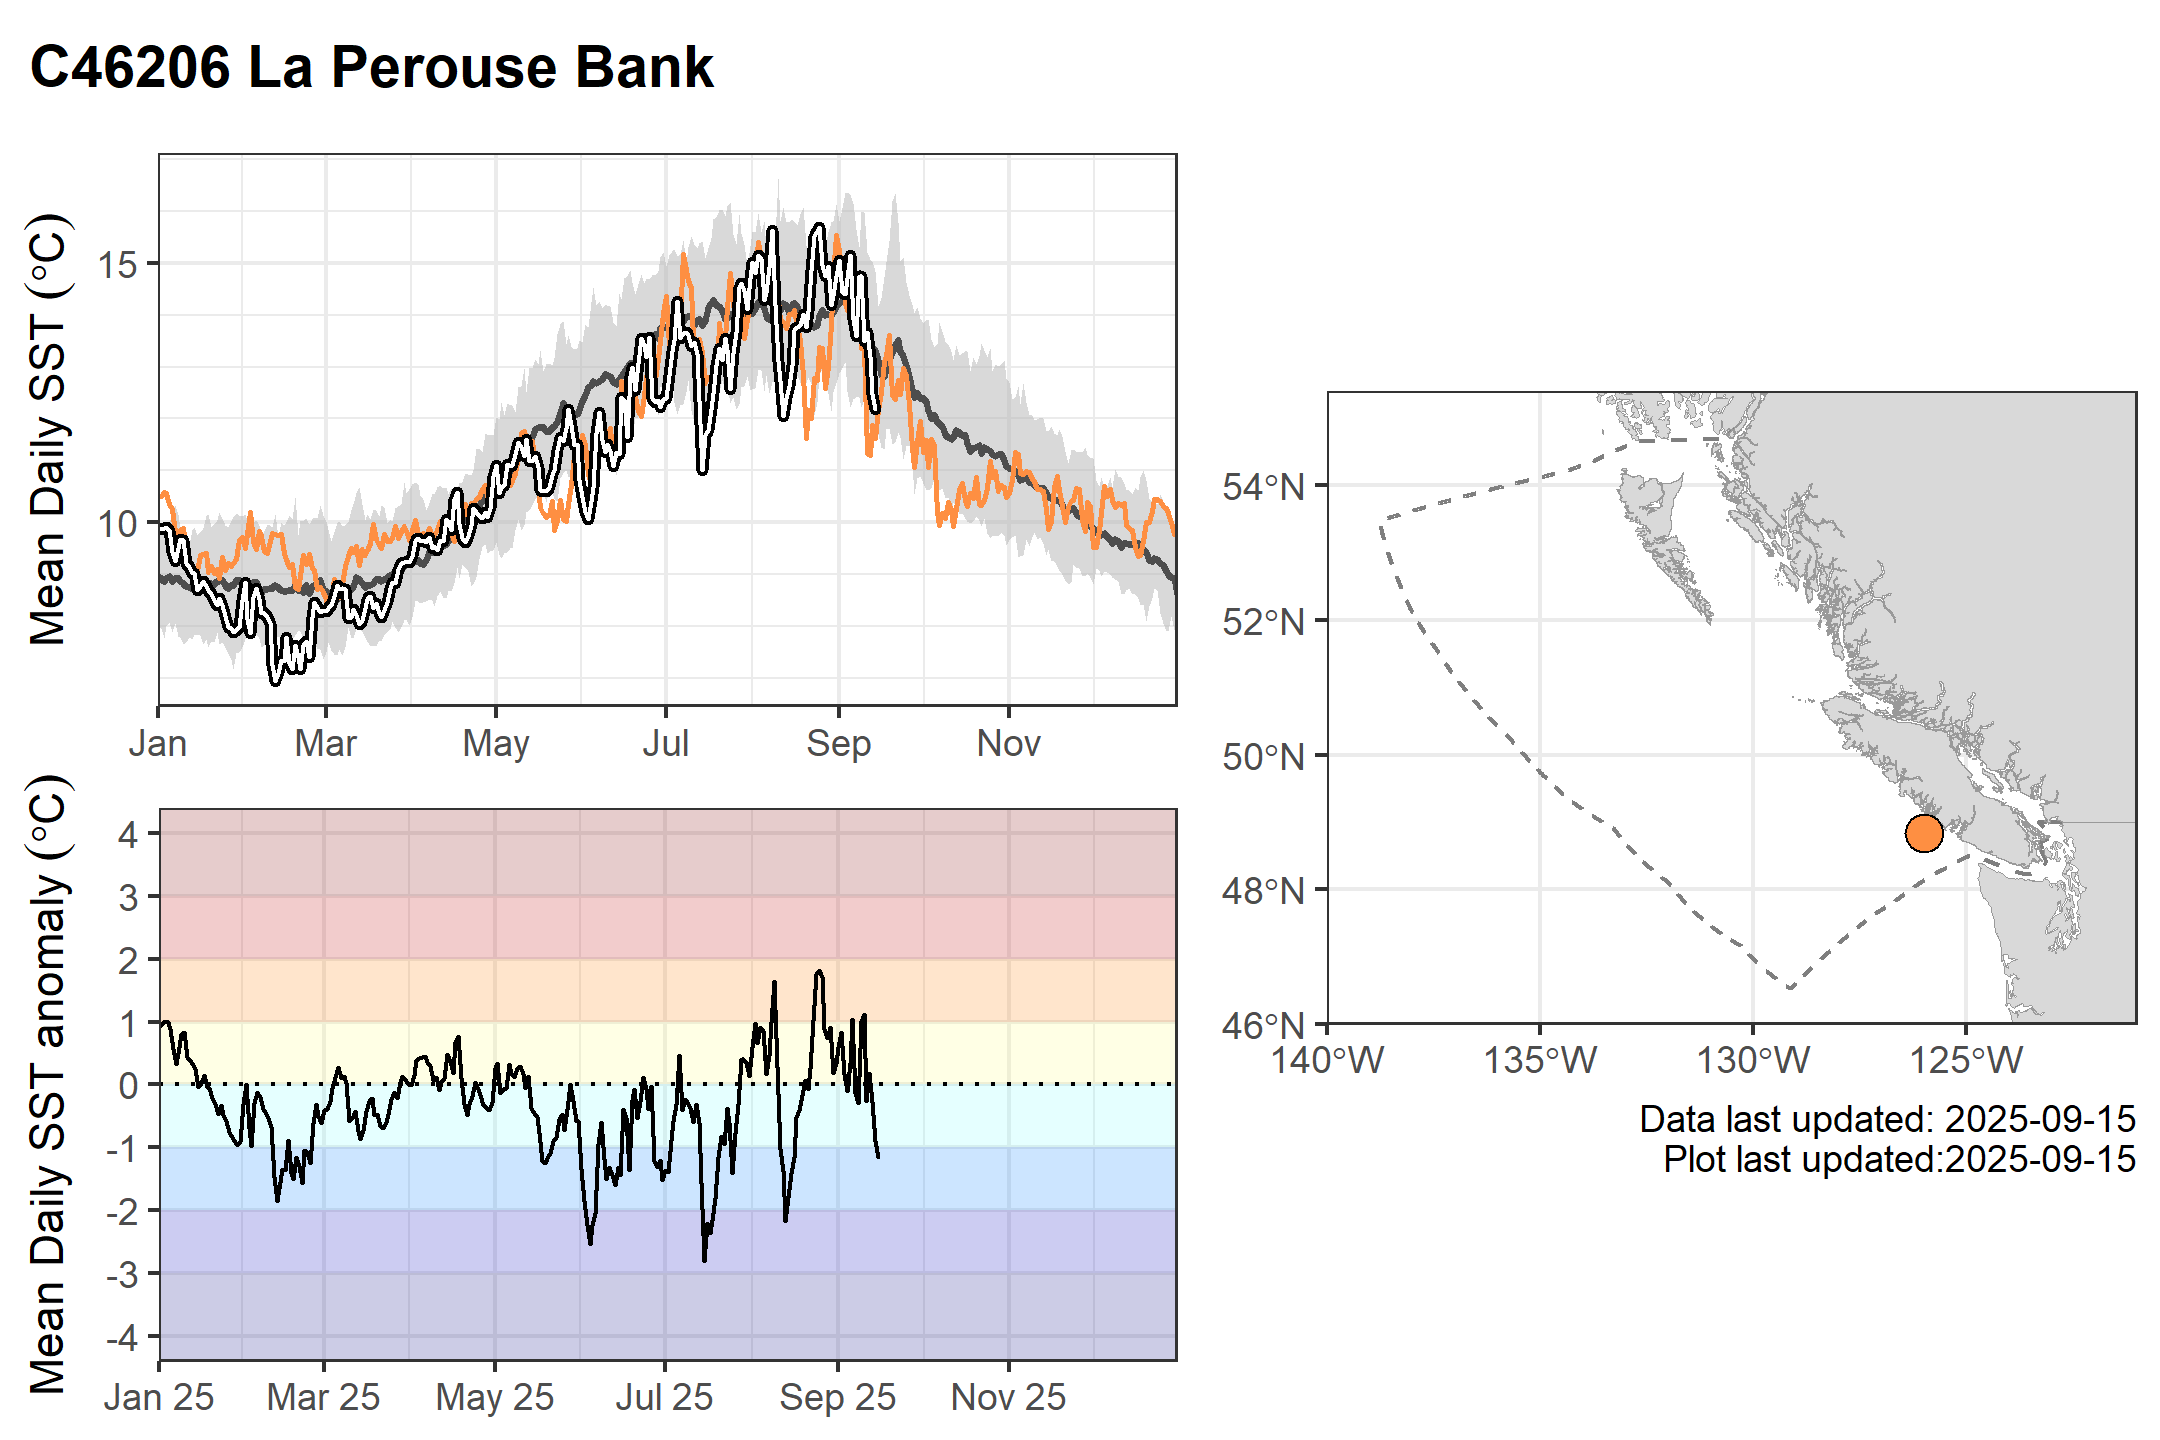 C46206 La Perouse Bank
Mean Daily SST (°C)
15
10
Jan Mar May Jul Sep Nov
Mean Daily SST anomaly (°C)
4
3
2
1
0
-1
-2
-3
-4
Jan 25 Mar 25 May 25 Jul 25 Sep 25 Nov 25
54°N
52°N
50°N
48°N
46°N
140°W 135°W 130°W 125°W
Data last updated: 2025-09-15
Plot last updated:2025-09-15